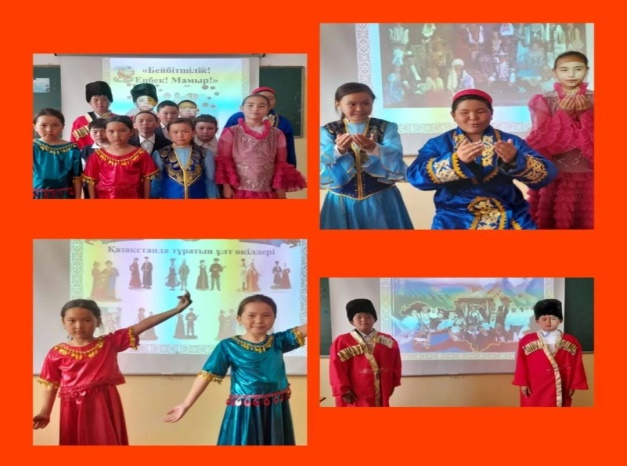 «Бейбітшілік!
Еңбек! Мамыр!»
Қазақстанда тұратын ұлт өкілдері